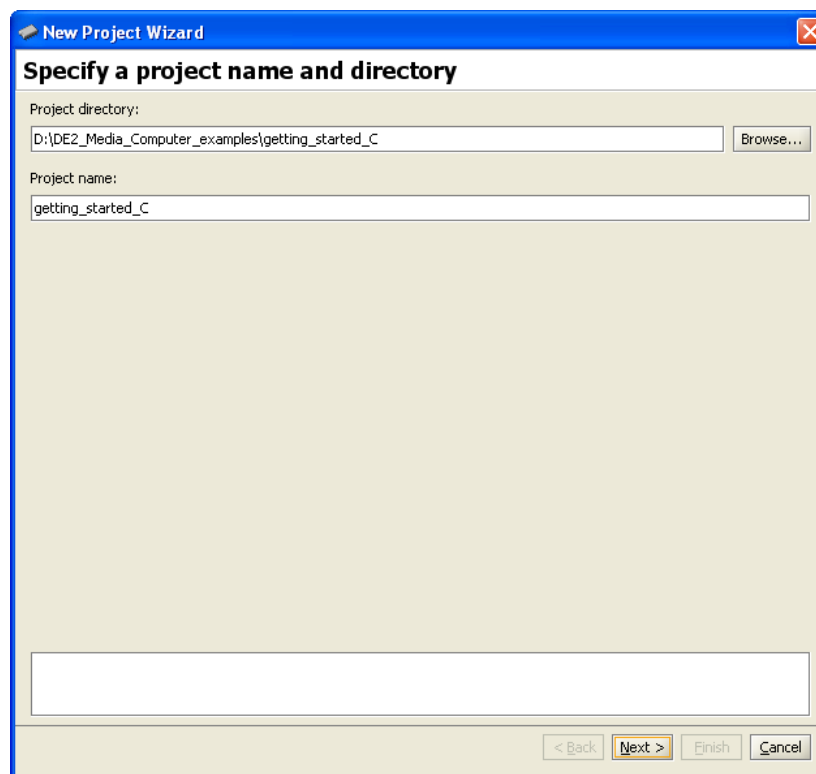 New Project Wizard
Specify a project name and directory
Project directory:
D:\DE2_Media_Computer_examples\getting_started_C
Browse...
Project name:
getting_started_C
< Back
Next >
Finish
Cancel